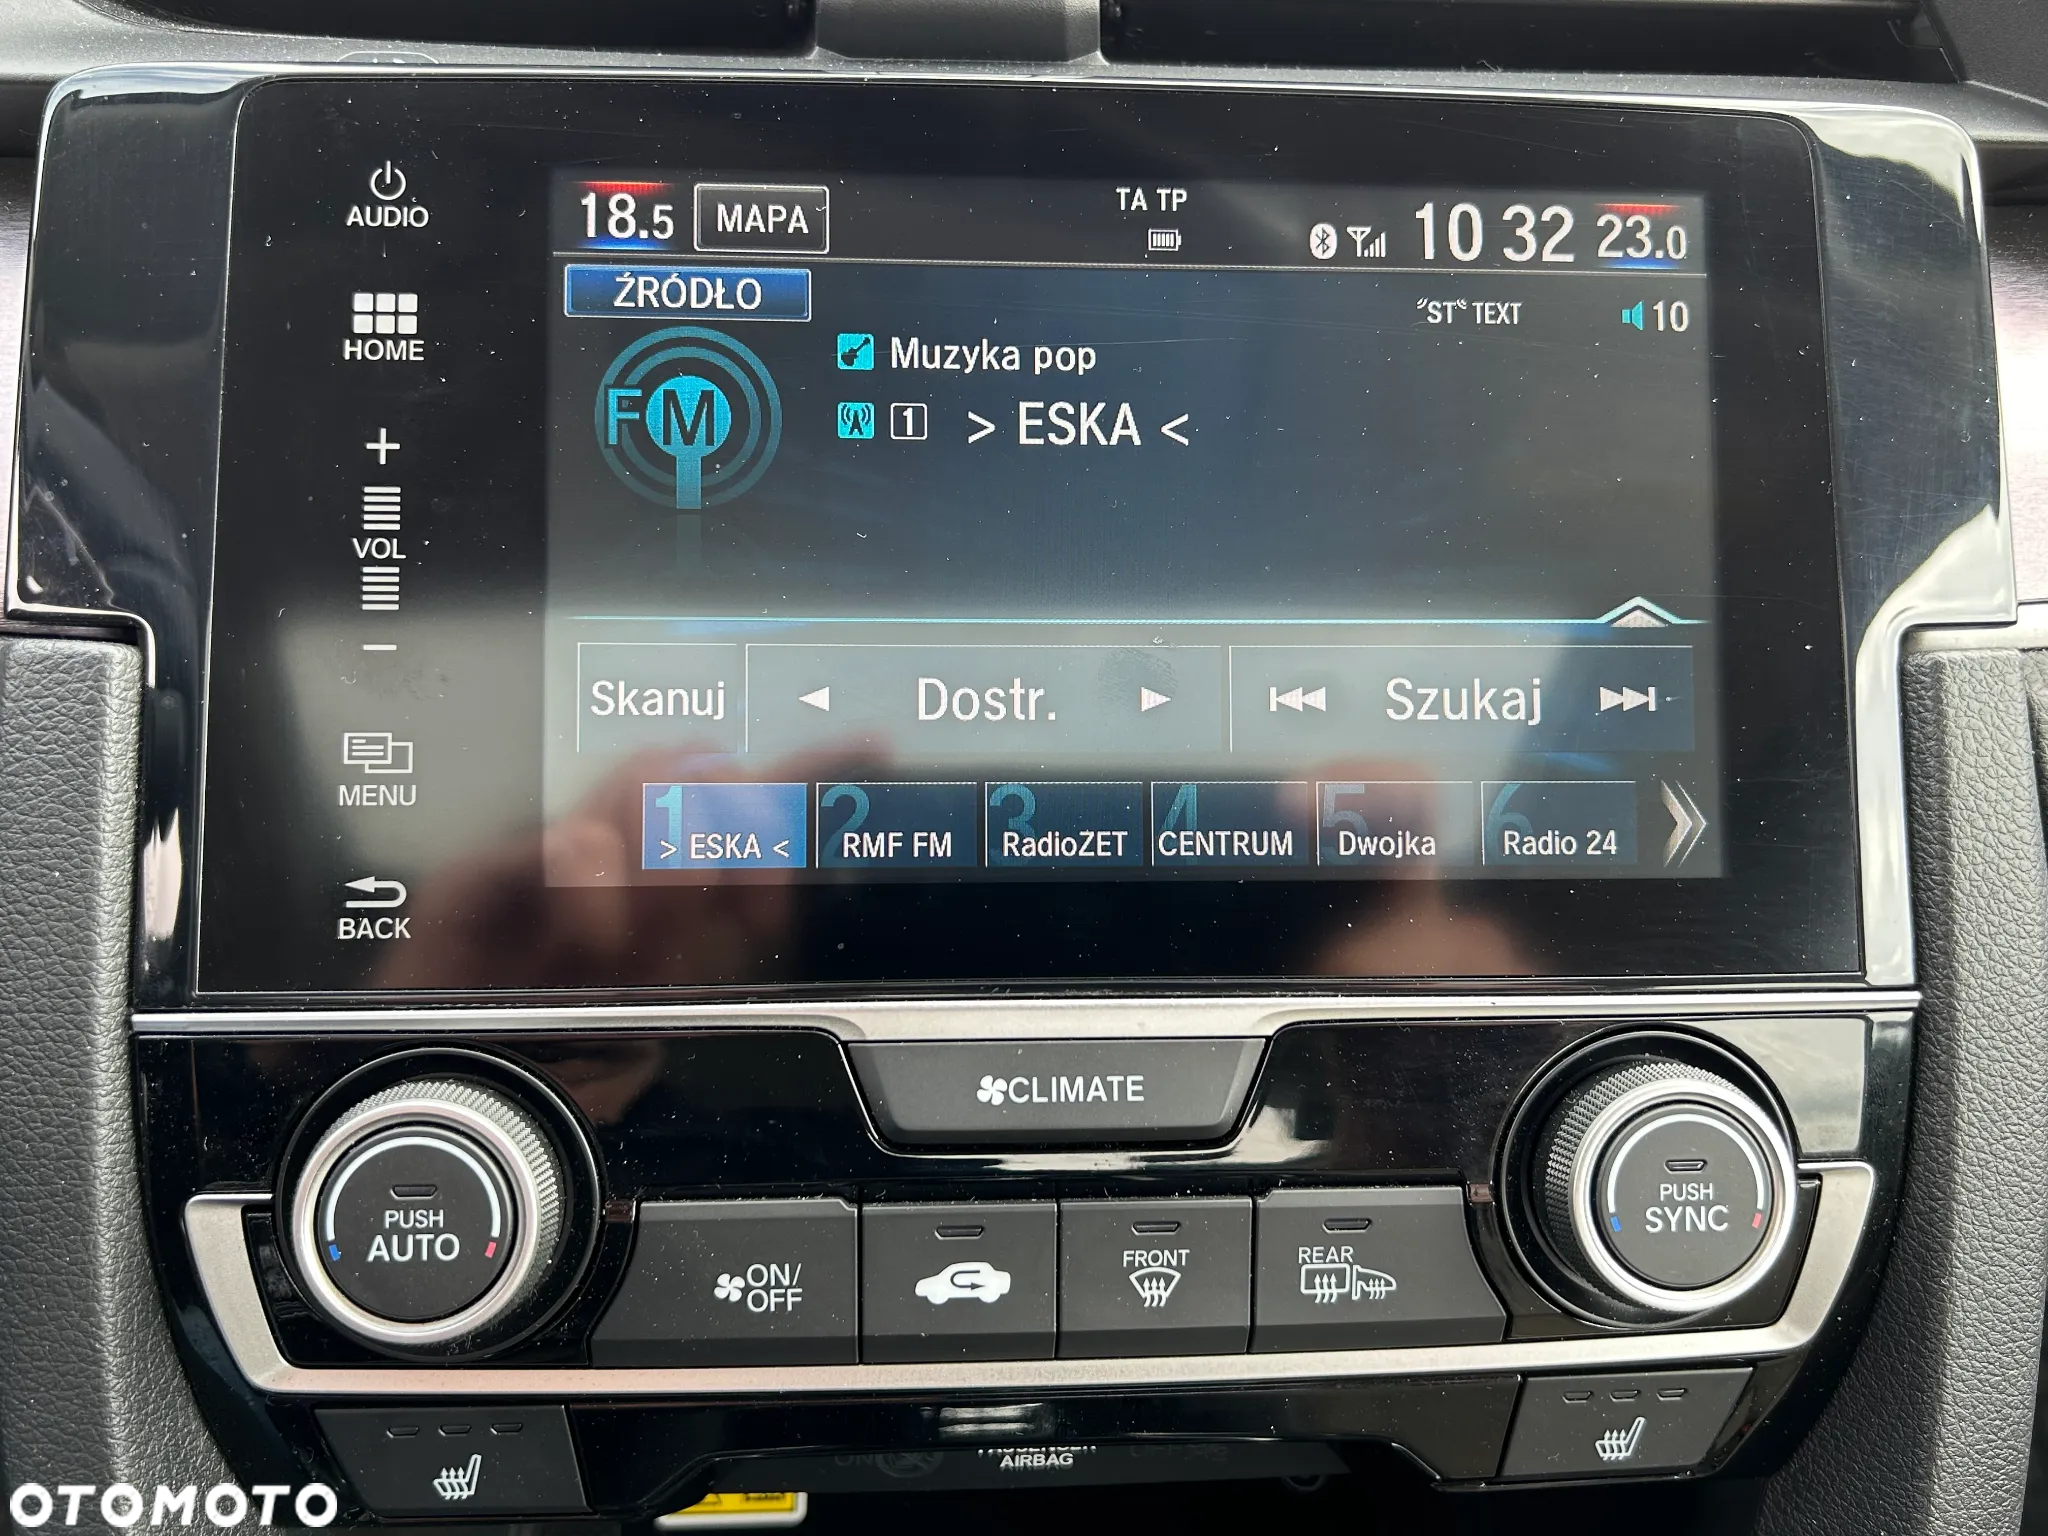 AUDIO
HOME
+
VOL
−
MENU
BACK
18.5 MAPA TA TP 10 32 23.0
ŹRÓDŁO "ST" TEXT 10
FM Muzyka pop
1 > ESKA <
Skanuj Dostr. Szukaj
1 2 3 4 5 6
> ESKA < RMF FM RadioZET CENTRUM Dwojka Radio 24
CLIMATE
PUSH AUTO
ON/OFF
FRONT
REAR
PUSH SYNC
PASSENGER
AIRBAG
OTOMOTO